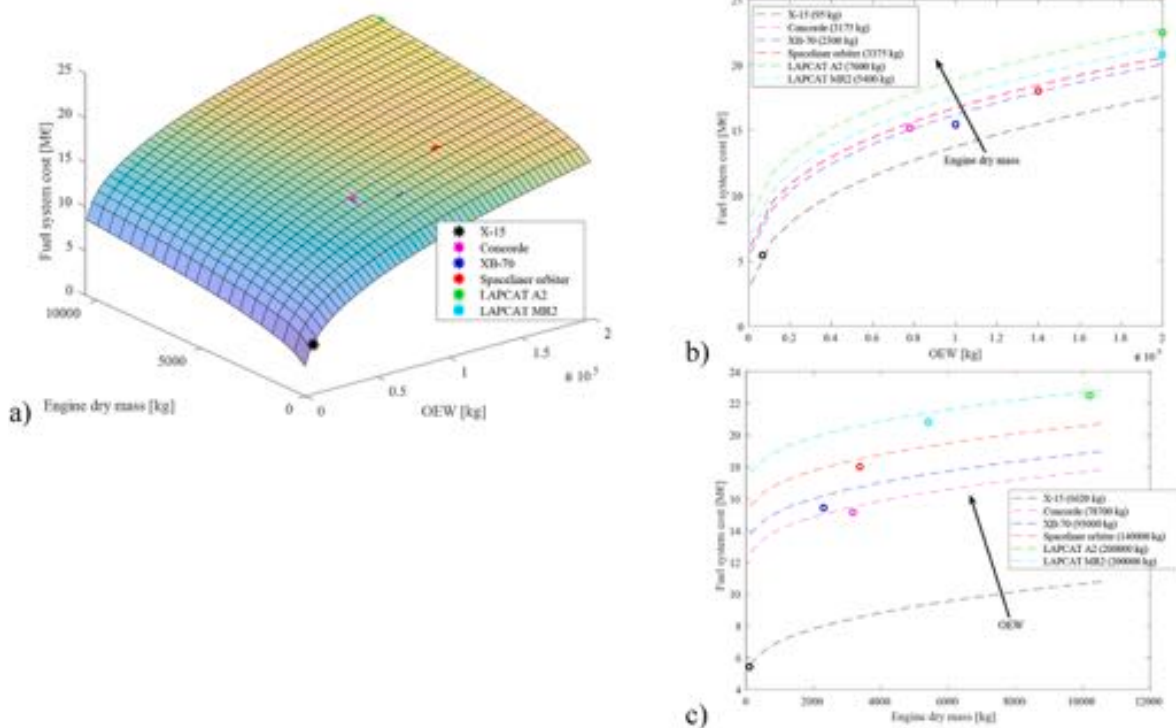 25
20
15
10
5
0
Fuel system cost [M€]
10000
5000
0
Engine dry mass [kg]
0
0.5
1
1.5
2
OEW [kg]
X-15
Concorde
XB-70
Spaceliner orbiter
LAPCAT A2
LAPCAT MR2
a)
25
20
15
10
5
0
Fuel system cost [M€]
X-15 (95 kg)
Concorde (3175 kg)
XB-70 (2300 kg)
Spaceliner orbiter (3375 kg)
LAPCAT MR2 (5400 kg)
Engine dry mass
0 0.2 0.4 0.6 0.8 1 1.2 1.4 1.6 1.8 2
OEW [kg]
b)
24
22
20
18
16
14
12
10
8
6
4
Fuel system cost [M€]
X-15 (6620 kg)
Concorde (78700 kg)
XB-70 (93000 kg)
Spaceliner orbiter (140000 kg)
LAPCAT A2 (200000 kg)
LAPCAT MR2 (200000 kg)
OEW
0 2000 4000 6000 8000 10000 12000
Engine dry mass [kg]
c)